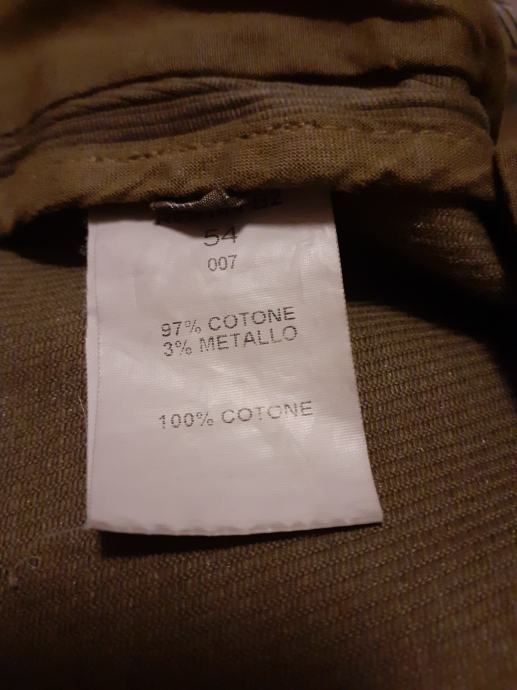 54
007
97% COTONE
3% METALLO
100% COTONE